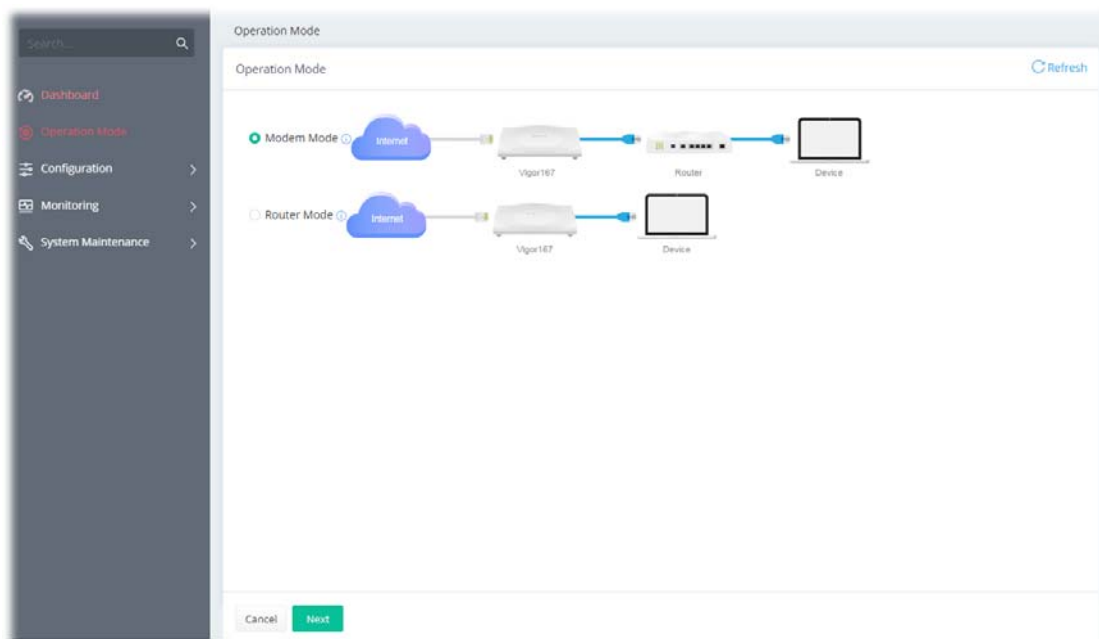 Search...
Dashboard
Operation Mode
Configuration
Monitoring
System Maintenance
Operation Mode
Operation Mode
Refresh
Modem Mode
Internet
Vigor167
Router
Device
Router Mode
Internet
Vigor167
Device
Cancel
Next